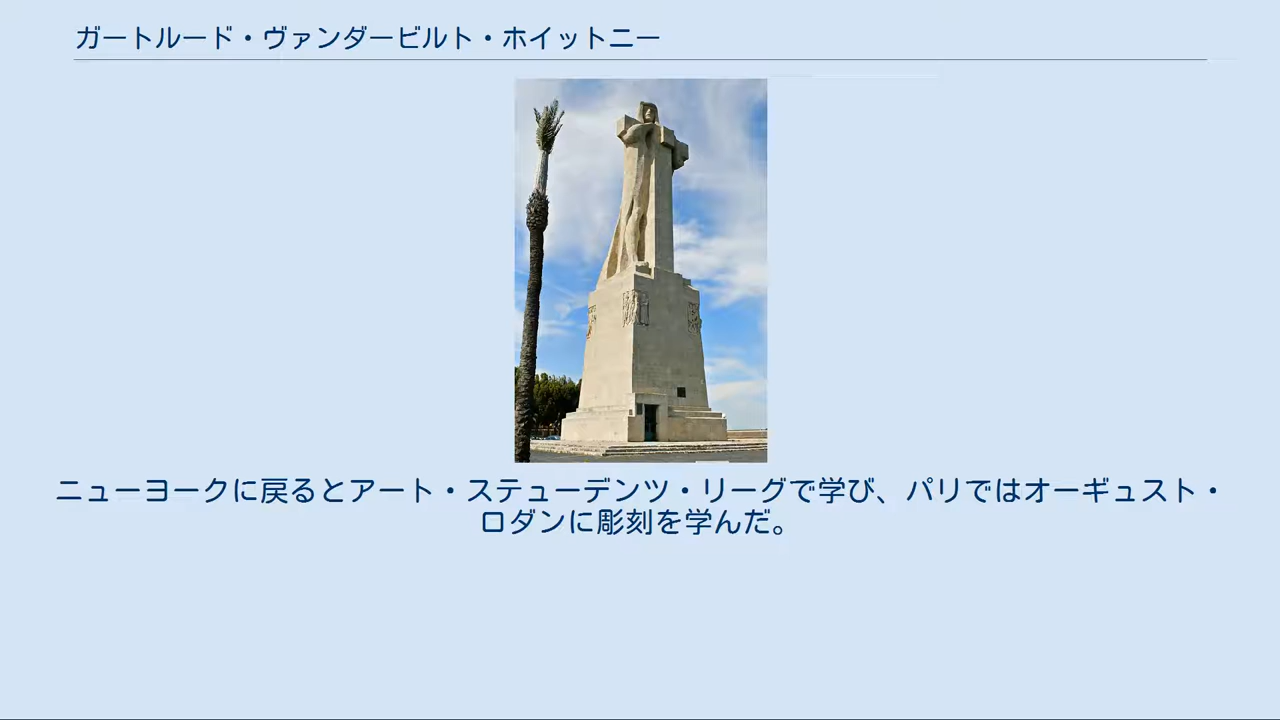 ガートルード・ヴァンダービルト・ホイットニー
ニューヨークに戻るとアート・ステューデンツ・リーグで学び、パリではオーギュスト・
ロダンに彫刻を学んだ。